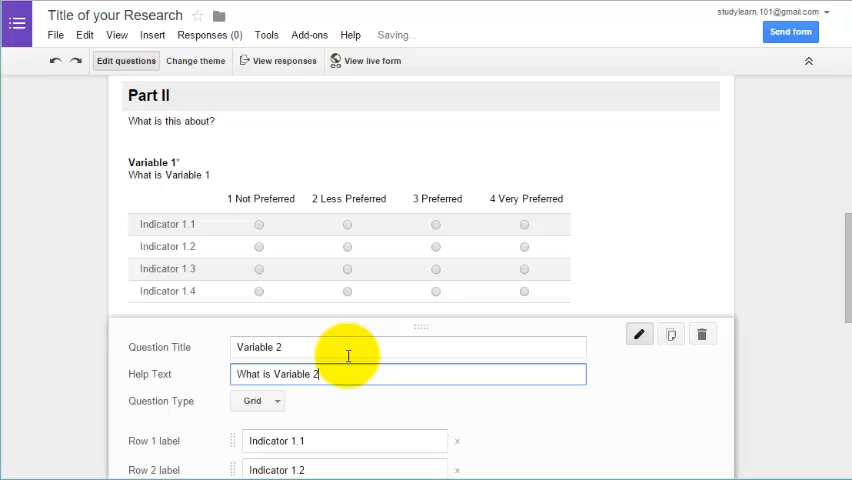 Title of your Research
studylearn.101@gmail.com
File Edit View Insert Responses (0) Tools Add-ons Help Saving...
Send form
Edit questions Change theme View responses View live form
Part II
What is this about?
Variable 1*
What is Variable 1
1 Not Preferred 2 Less Preferred 3 Preferred 4 Very Preferred
Indicator 1.1
Indicator 1.2
Indicator 1.3
Indicator 1.4
Question Title Variable 2
Help Text What is Variable 2
Question Type Grid
Row 1 label Indicator 1.1 x
Row 2 label Indicator 1.2 x